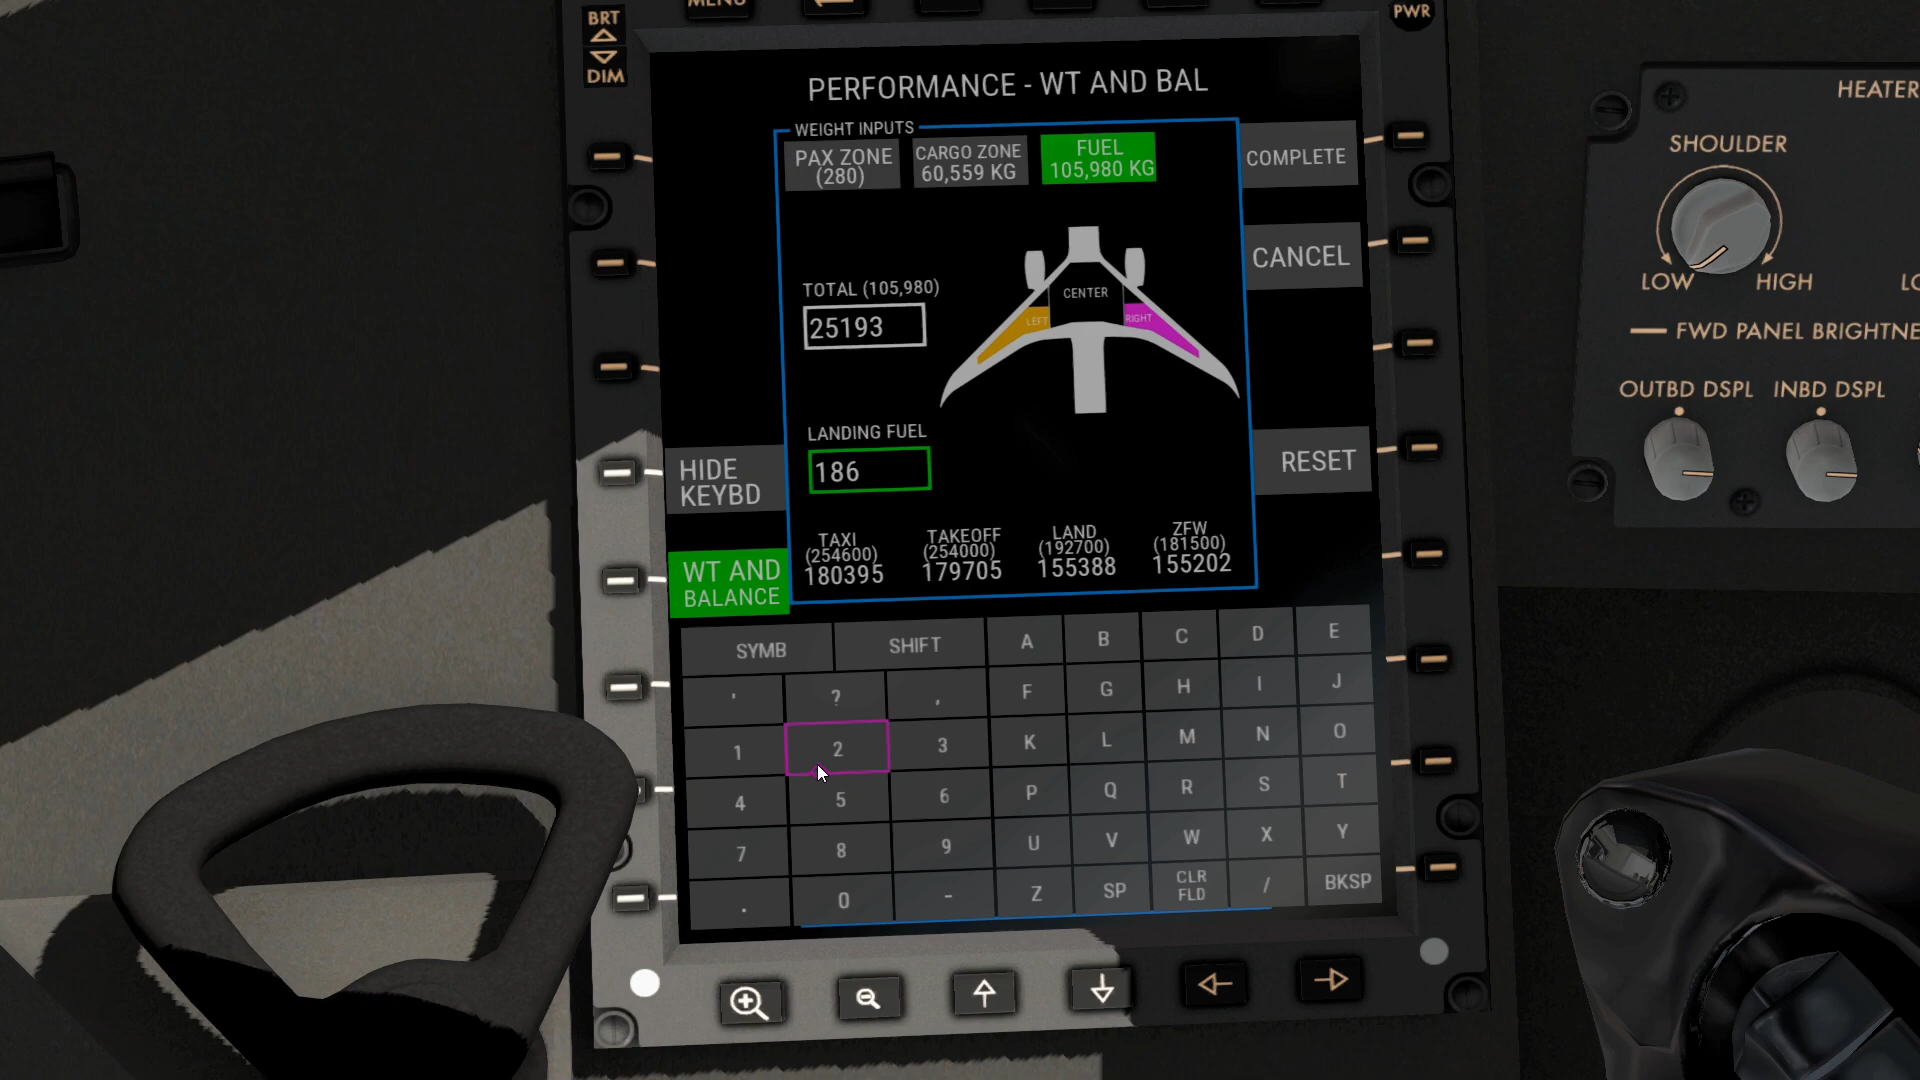 MENU
PWR
BRT
DIM
PERFORMANCE - WT AND BAL
WEIGHT INPUTS
PAX ZONE
(280)
CARGO ZONE
60,559 KG
FUEL
105,980 KG
COMPLETE
CANCEL
TOTAL (105,980)
25193
CENTER
LEFT
RIGHT
LANDING FUEL
186
HIDE
KEYBD
RESET
TAXI
(254600)
180395
TAKEOFF
(254000)
179705
LAND
(192700)
155388
ZFW
(181500)
155202
WT AND
BALANCE
SYMB SHIFT A B C D E
' ? , F G H I J
1 2 3 K L M N O
4 5 6 P Q R S T
7 8 9 U V W X Y
. 0 - Z SP CLR FLD / BKSP
HEATER
SHOULDER
LOW HIGH
FWD PANEL BRIGHTNE
OUTBD DSPL INBD DSPL